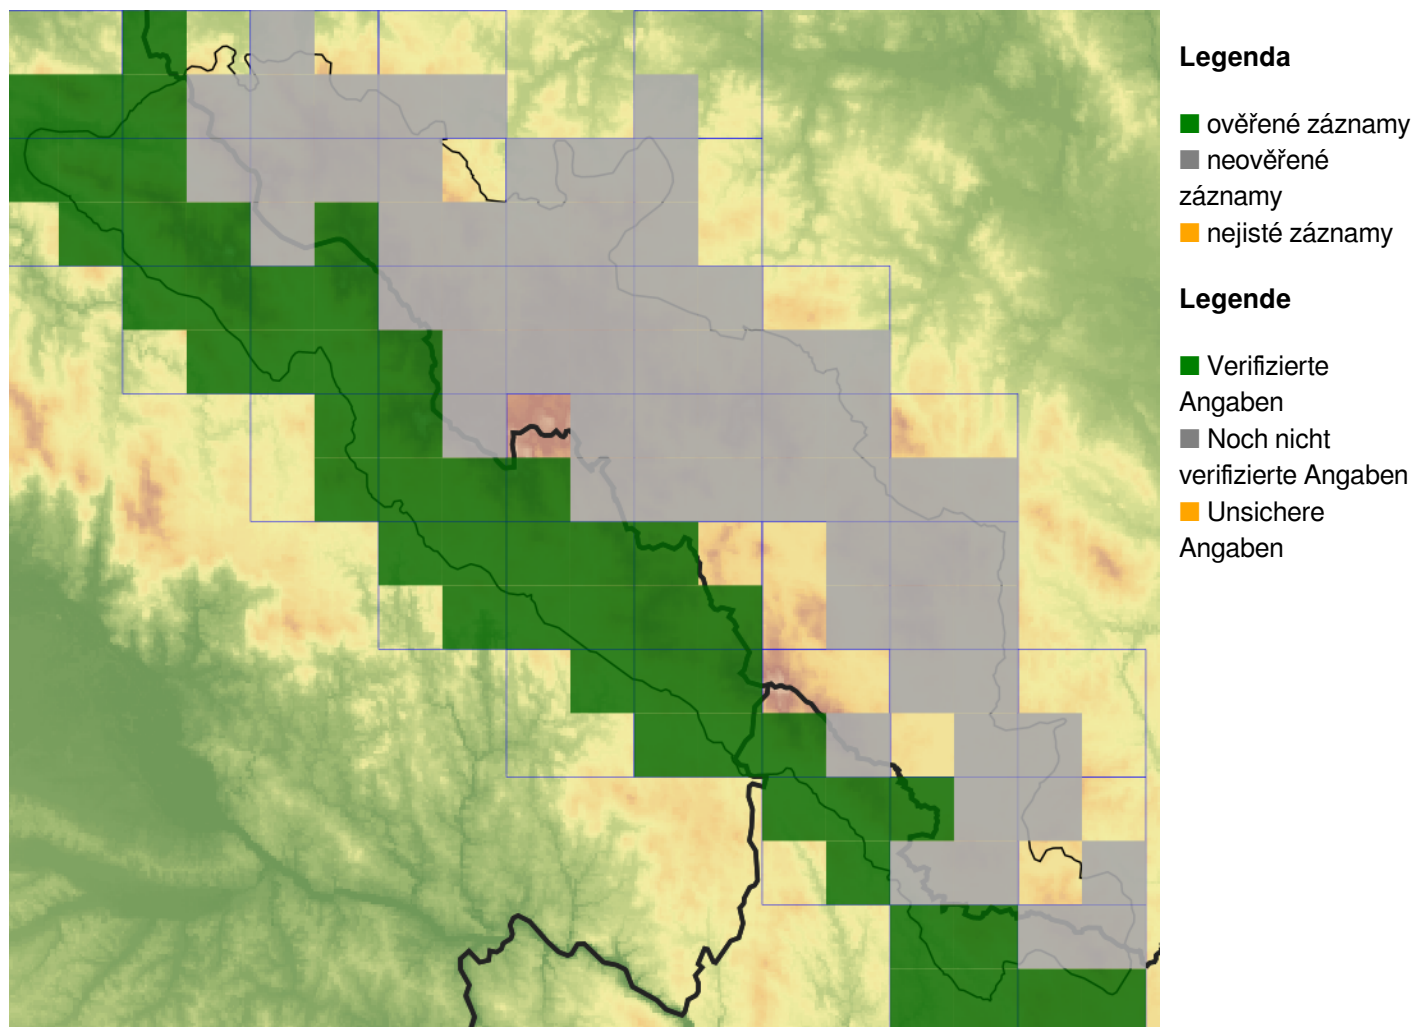 Legenda
ověřené záznamy
neověřené
záznamy
nejisté záznamy
Legende
Verifizierte
Angaben
Noch nicht
verifizierte Angaben
Unsichere
Angaben